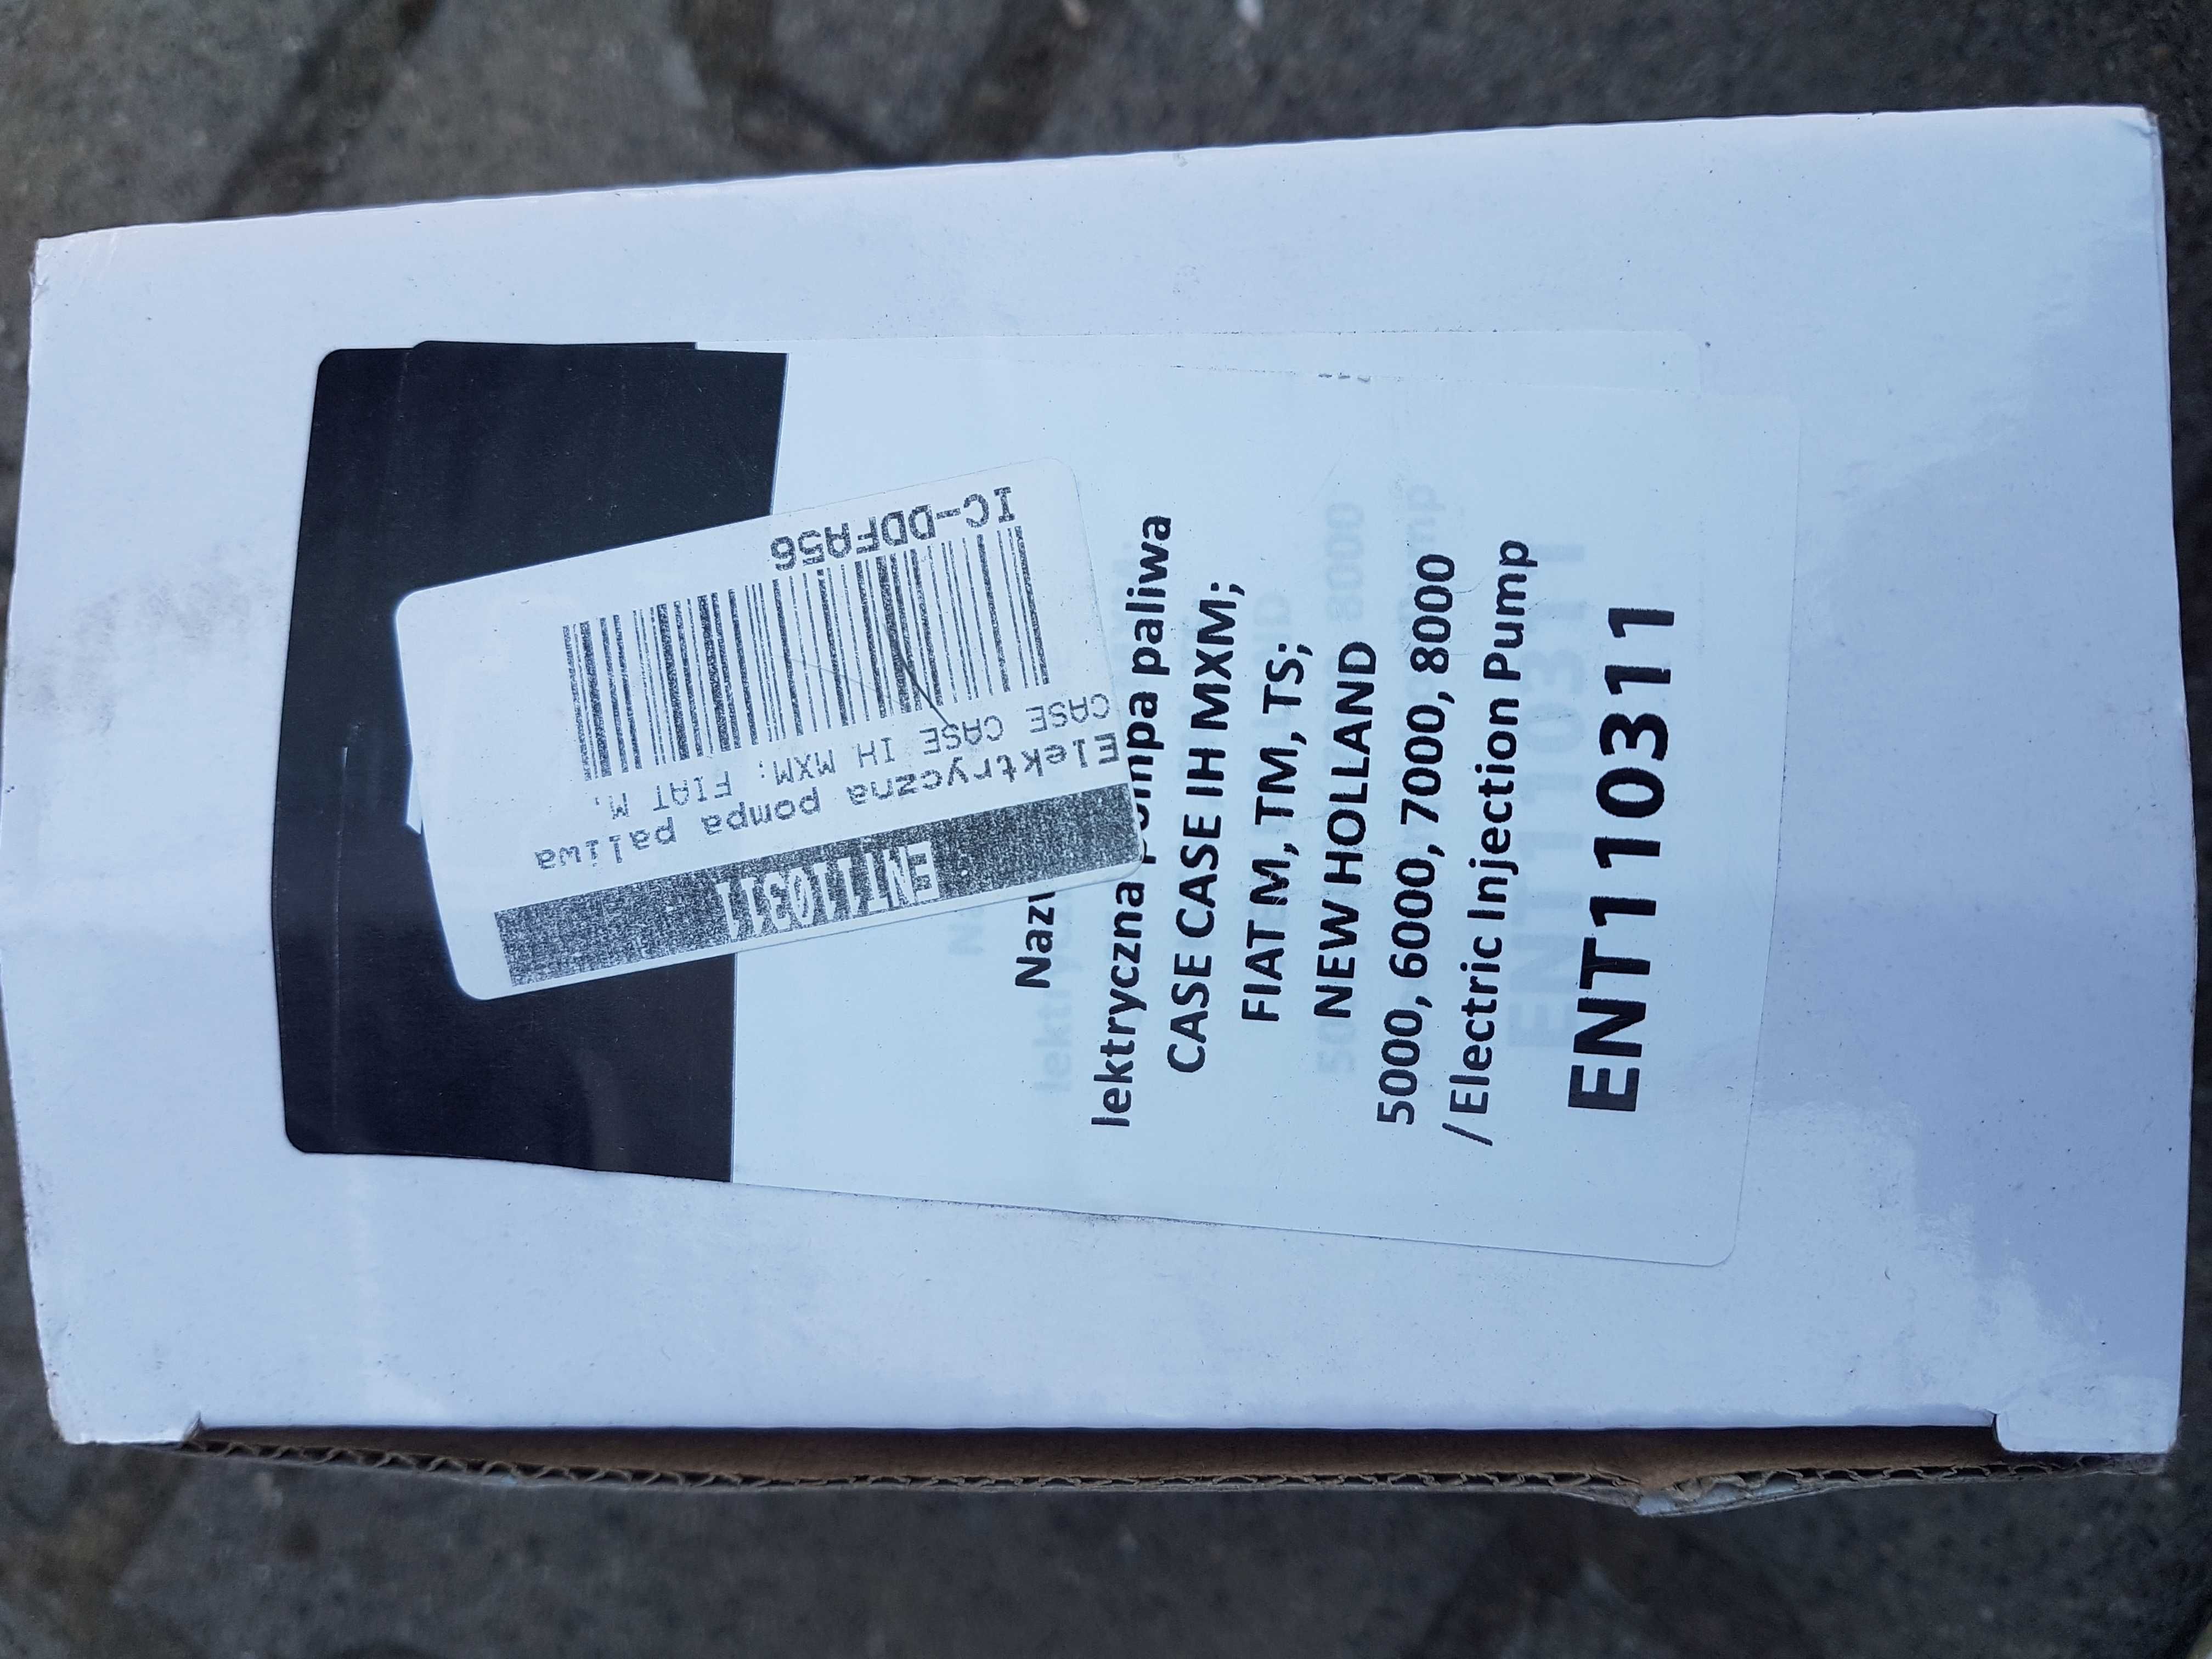 IC-DDFA56
CASE CASE IH MXM: FIAT M,
Elektryczna pompa paliwa
ENT110311
lektryczna pompa paliwa
CASE CASE IH MXM;
FIAT M, TM, TS;
NEW HOLLAND
5000, 6000, 7000, 8000
/ Electric Injection Pump
ENT110311